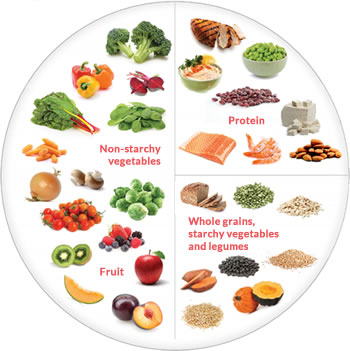 Non-starchy
vegetables
Fruit
Protein
Whole grains,
starchy vegetables
and legumes